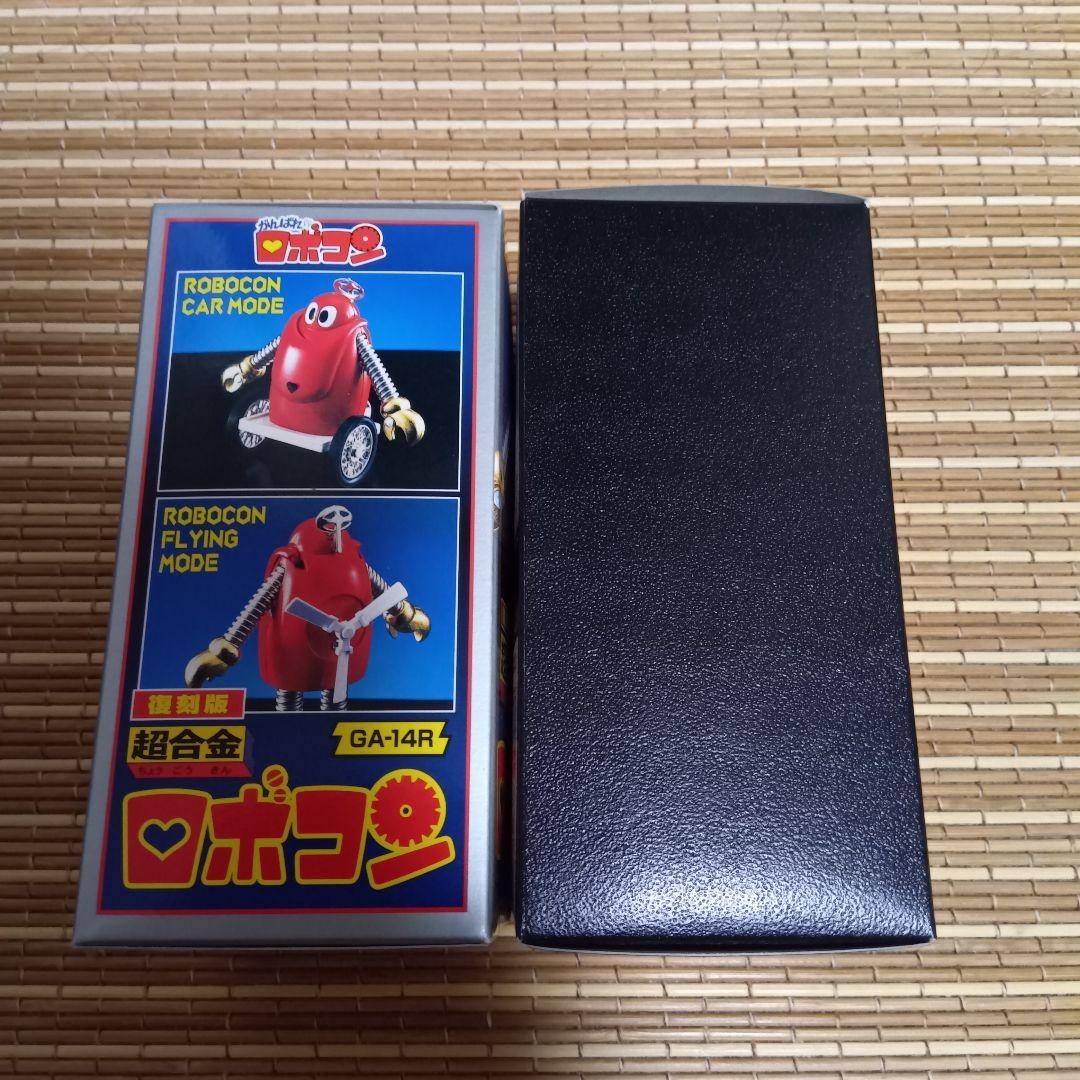 がんばれ!!
ロボコン
ROBOCON
CAR MODE
ROBOCON
FLYING
MODE
復刻版
超合金
ちょう ごう きん
GA-14R
ロボコン